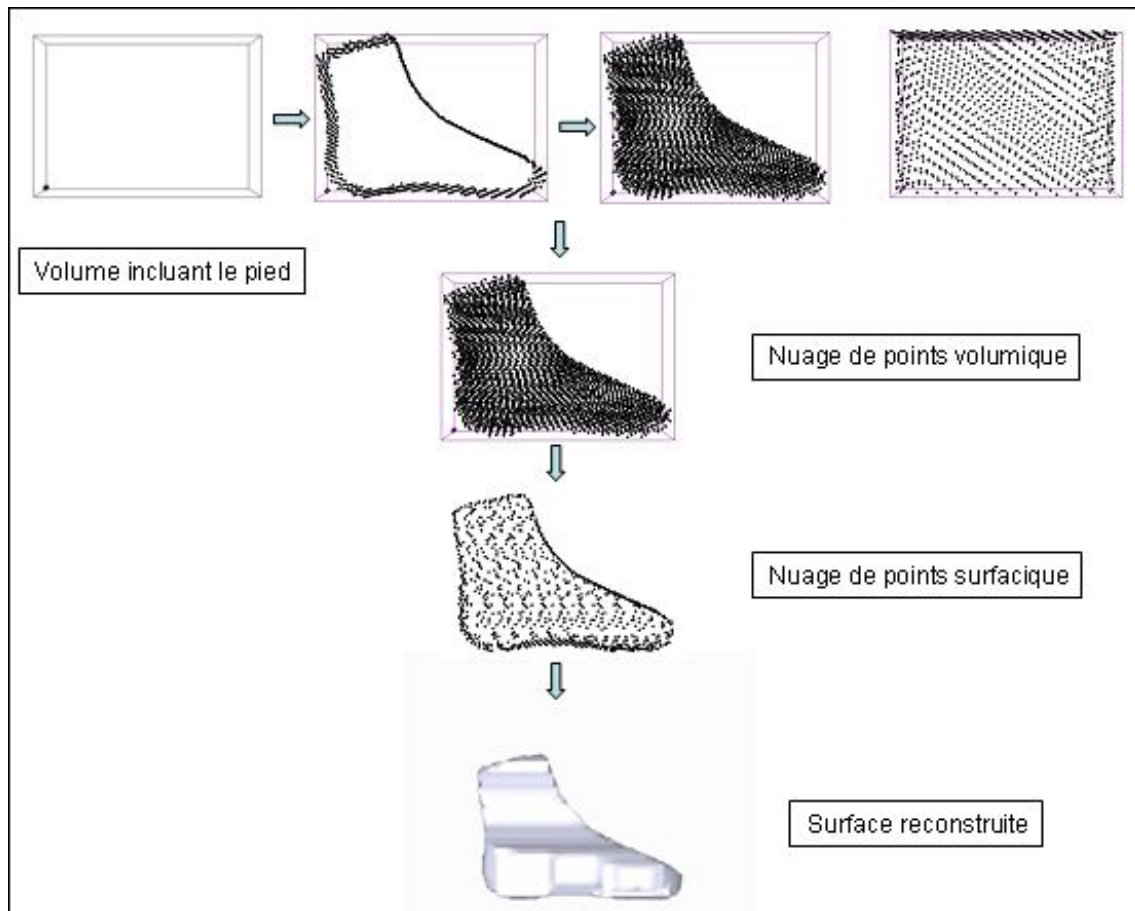 Volume incluant le pied
Nuage de points volumique
Nuage de points surfacique
Surface reconstruite